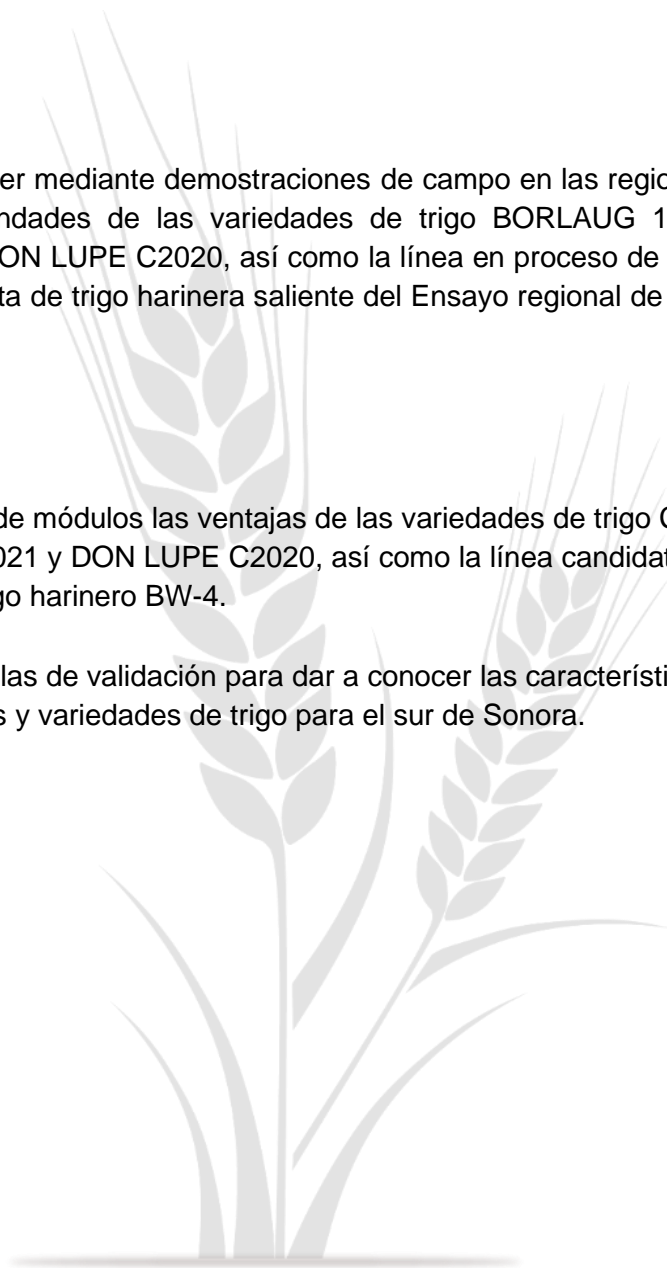 er mediante demostraciones de campo en las regio
ndades de las variedades de trigo BORLAUG 1
ON LUPE C2020, así como la línea en proceso de
ta de trigo harinera saliente del Ensayo regional de
de módulos las ventajas de las variedades de trigo
021 y DON LUPE C2020, así como la línea candidat
go harinero BW-4.
las de validación para dar a conocer las característi
s y variedades de trigo para el sur de Sonora.